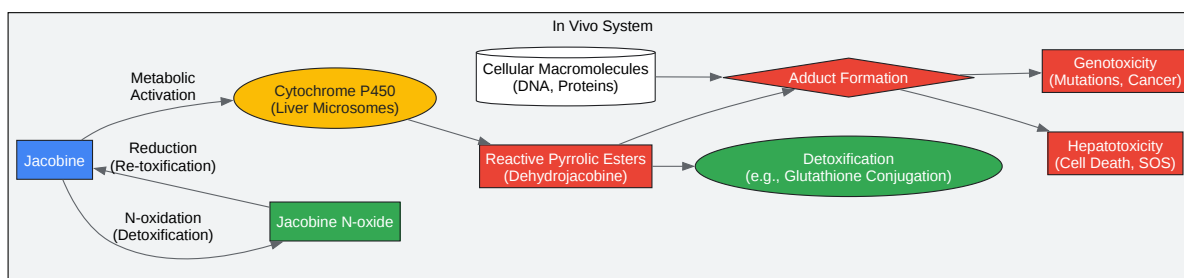 In Vivo System
Metabolic
Activation
Cytochrome P450
(Liver Microsomes)
Cellular Macromolecules
(DNA, Proteins)
Adduct Formation
Genotoxicity
(Mutations, Cancer)
Jacobine
Reduction
(Re-toxification)
Reactive Pyrrolic Esters
(Dehydrojacobine)
Detoxification
(e.g., Glutathione Conjugation)
Hepatotoxicity
(Cell Death, SOS)
N-oxidation
(Detoxification)
Jacobine N-oxide